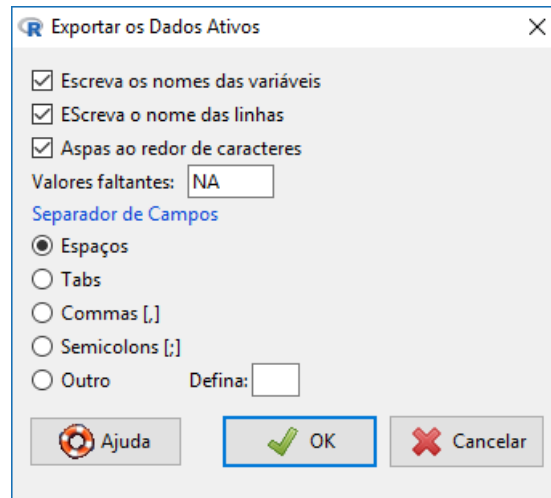 Exportar os Dados Ativos
Escreva os nomes das variáveis
EScreva o nome das linhas
Aspas ao redor de caracteres
Valores faltantes: NA
Separador de Campos
Espaços
Tabs
Commas [,]
Semicolons [;]
Outro Defina:
Ajuda OK Cancelar